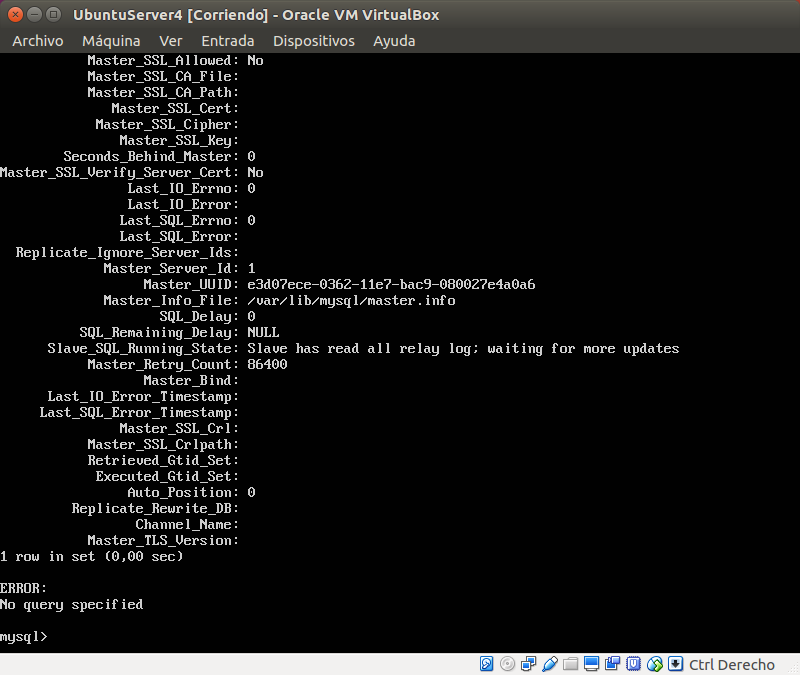 UbuntuServer4 [Corriendo] - Oracle VM VirtualBox
Archivo Máquina Ver Entrada Dispositivos Ayuda
Master_SSL_Allowed: No
Master_SSL_CA_File:
Master_SSL_CA_Path:
Master_SSL_Cert:
Master_SSL_Cipher:
Master_SSL_Key:
Seconds_Behind_Master: 0
Master_SSL_Verify_Server_Cert: No
Last_IO_Errno: 0
Last_IO_Error:
Last_SQL_Errno: 0
Last_SQL_Error:
Replicate_Ignore_Server_Ids:
Master_Server_Id: 1
Master_UUID: e3d07ece-0362-11e7-bac9-080027e4a0a6
Master_Info_File: /var/lib/mysql/master.info
SQL_Delay: 0
SQL_Remaining_Delay: NULL
Slave_SQL_Running_State: Slave has read all relay log; waiting for more updates
Master_Retry_Count: 86400
Master_Bind:
Last_IO_Error_Timestamp:
Last_SQL_Error_Timestamp:
Master_SSL_Crl:
Master_SSL_Crlpath:
Retrieved_Gtid_Set:
Executed_Gtid_Set:
Auto_Position: 0
Replicate_Rewrite_DB:
Channel_Name:
Master_TLS_Version:
1 row in set (0,00 sec)
ERROR:
No query specified
mysql>
Ctrl Derecho